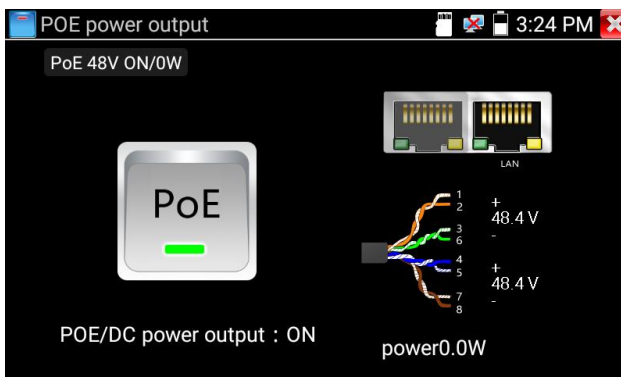 POE power output
3:24 PM
PoE 48V ON/0W
PoE
LAN
1
2
3
6
4
5
7
8
+
48.4 V
-
+
48.4 V
-
POE/DC power output：ON
power0.0W